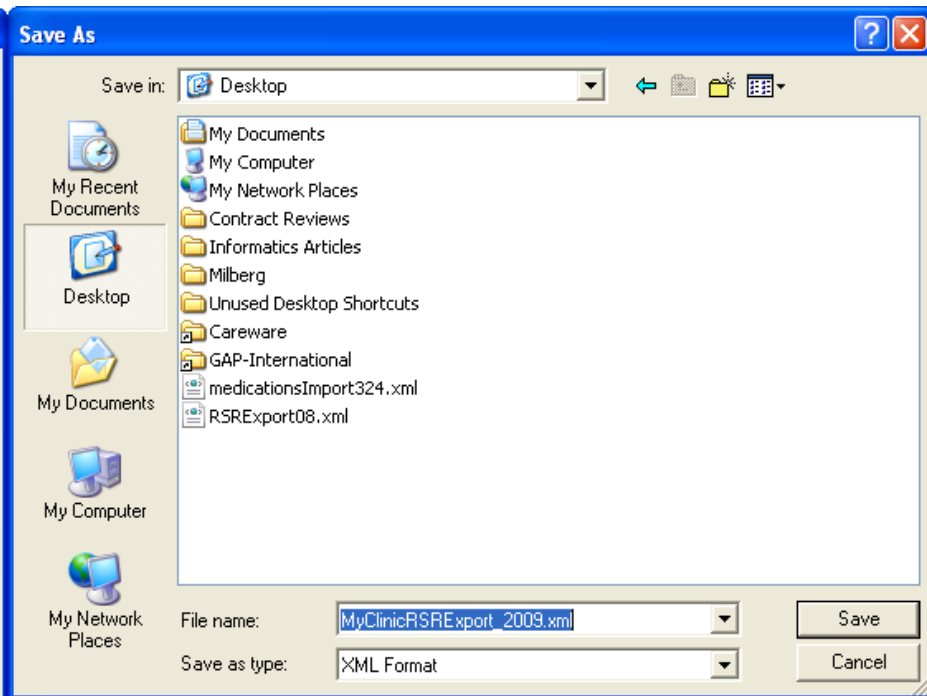 Save As
Save in:
Desktop
My Recent
Documents
Desktop
My Documents
My Computer
My Network
Places
My Documents
My Computer
My Network Places
Contract Reviews
Informatics Articles
Milberg
Unused Desktop Shortcuts
Careware
GAP-International
medicationsImport324.xml
RSRExport08.xml
File name:
MyClinicRSRExport_2009.xml
Save
Save as type:
XML Format
Cancel